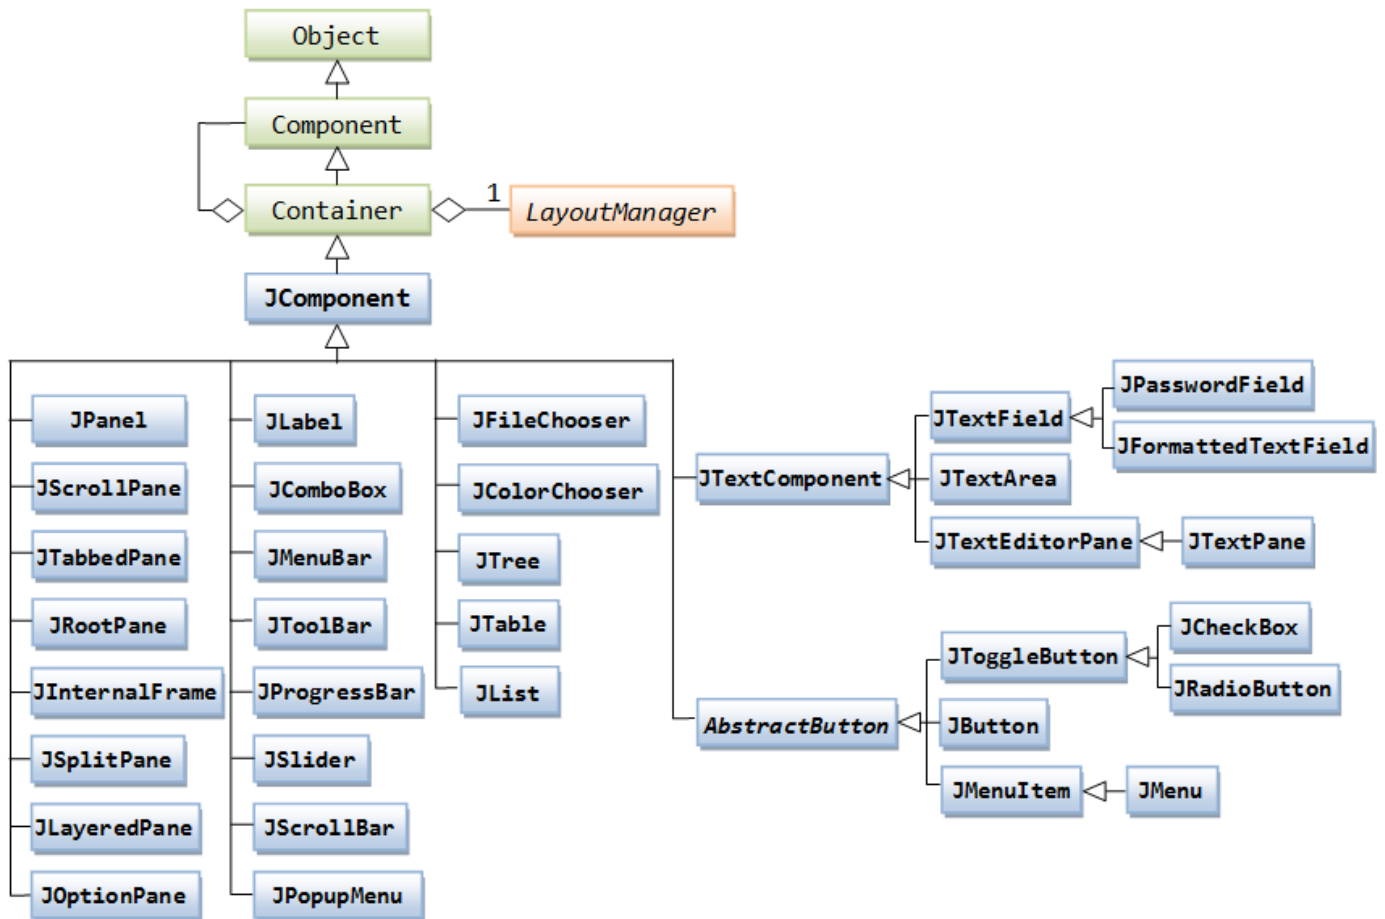 Object
Component
Container
1
LayoutManager
JComponent
JPanel
JScrollPane
JTabbedPane
JRootPane
JInternalFrame
JSplitPane
JLayeredPane
JOptionPane
JLabel
JComboBox
JMenuBar
JToolBar
JProgressBar
JSlider
JScrollBar
JPopupMenu
JFileChooser
JColorChooser
JTree
JTable
JList
JTextComponent
JTextField
JPasswordField
JFormattedTextField
JTextArea
JTextEditorPane
JTextPane
AbstractButton
JToggleButton
JCheckBox
JRadioButton
JButton
JMenuItem
JMenu